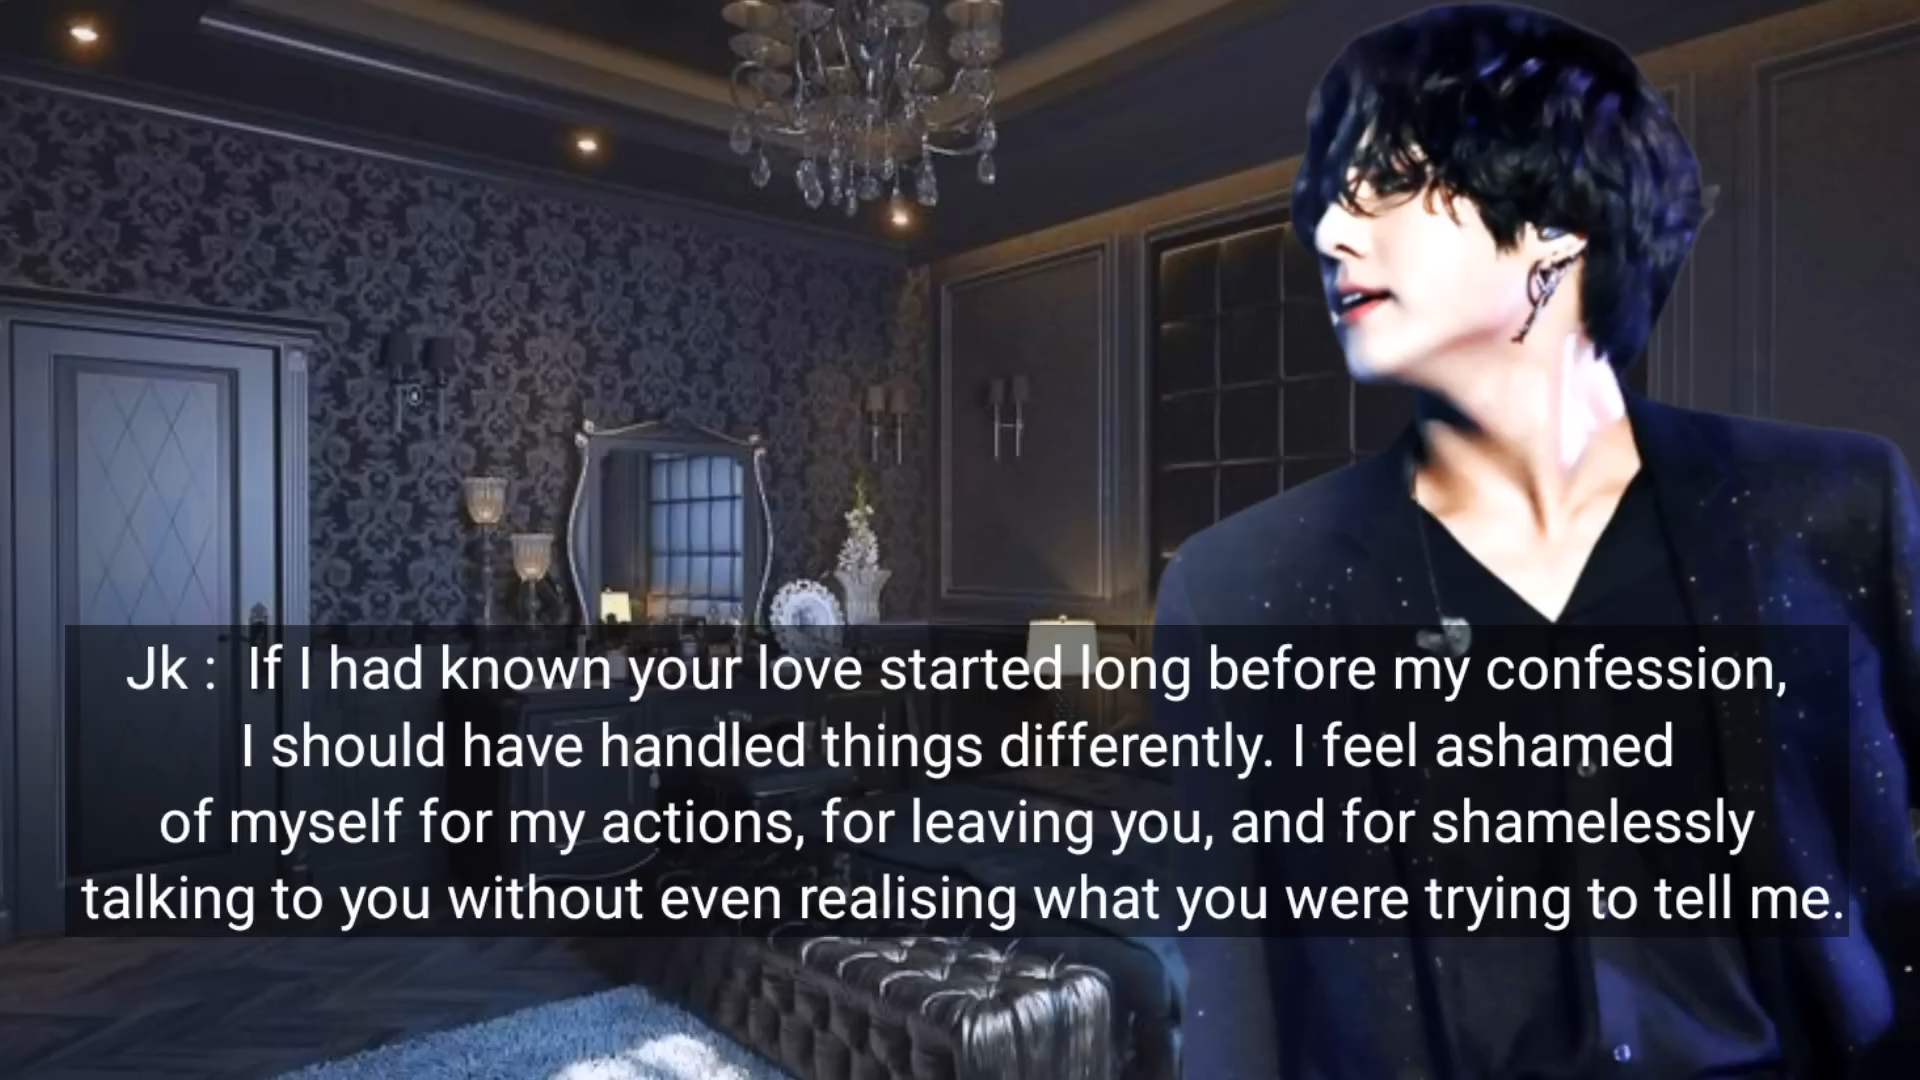 Jk :  If I had known your love started long before my confession,
I should have handled things differently. I feel ashamed
of myself for my actions, for leaving you, and for shamelessly
talking to you without even realising what you were trying to tell me.